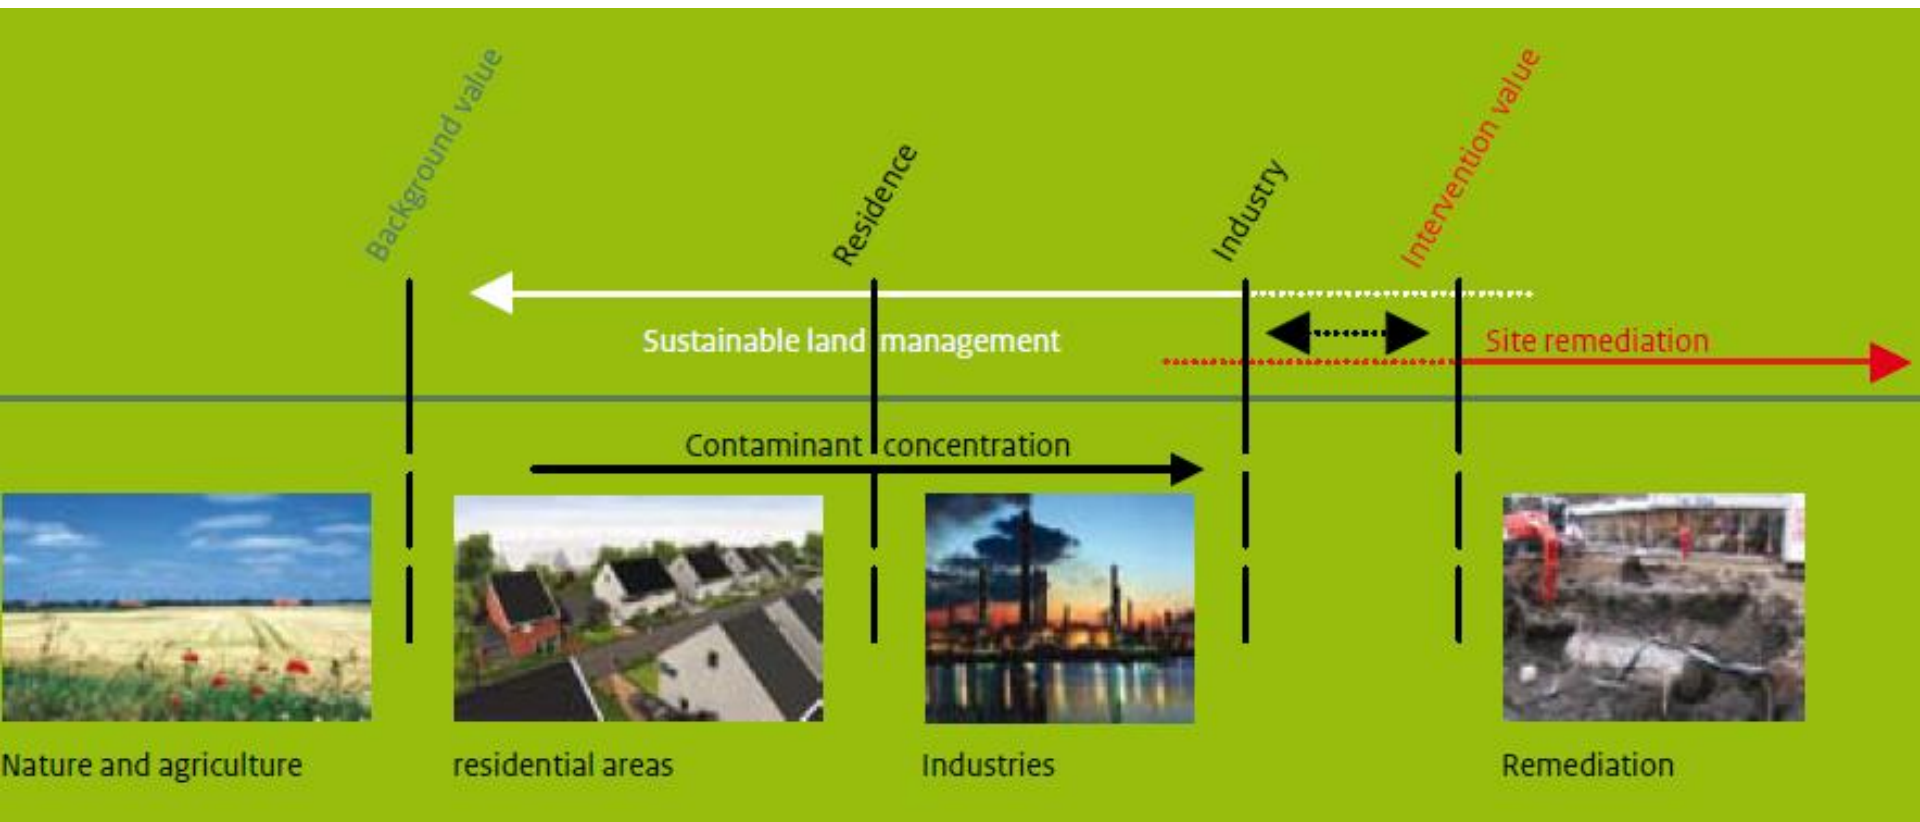 Background value
Residence
Industry
Intervention value
Sustainable land management
Site remediation
Contaminant concentration
Nature and agriculture
residential areas
Industries
Remediation